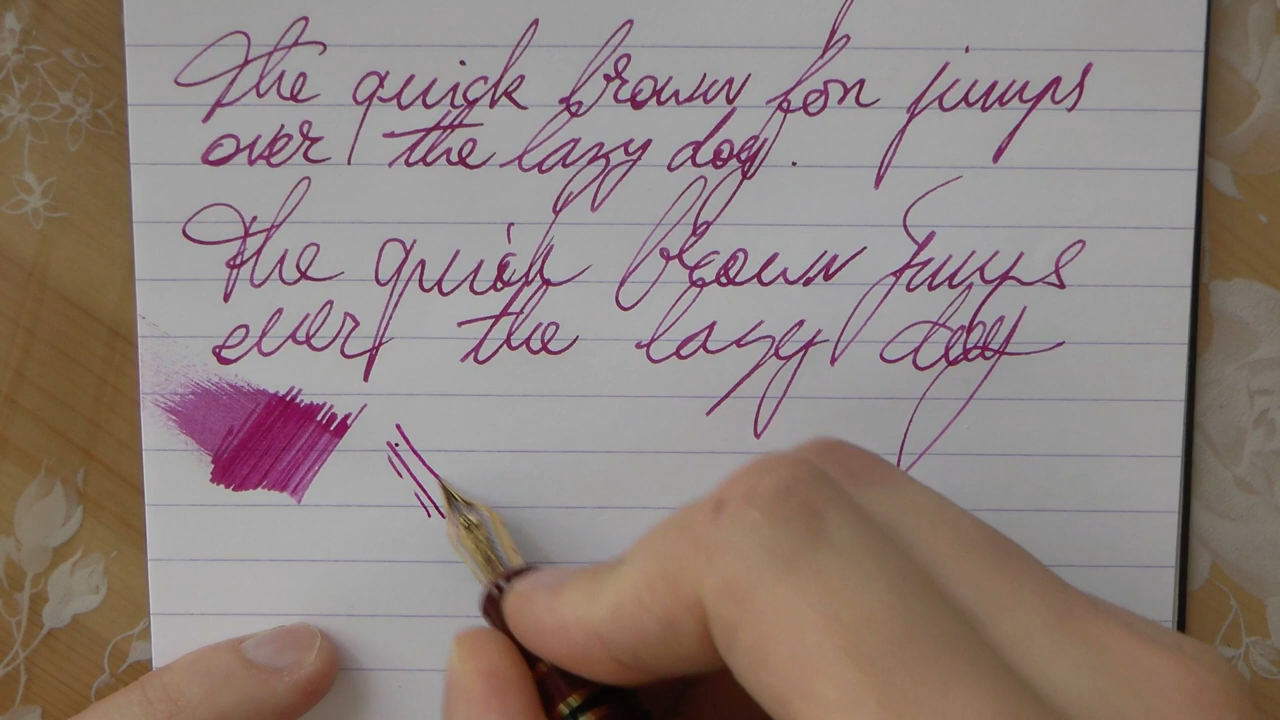 The quick brown fox jumps
over the lazy dog.
The quick brown jumps
over the lazy dog